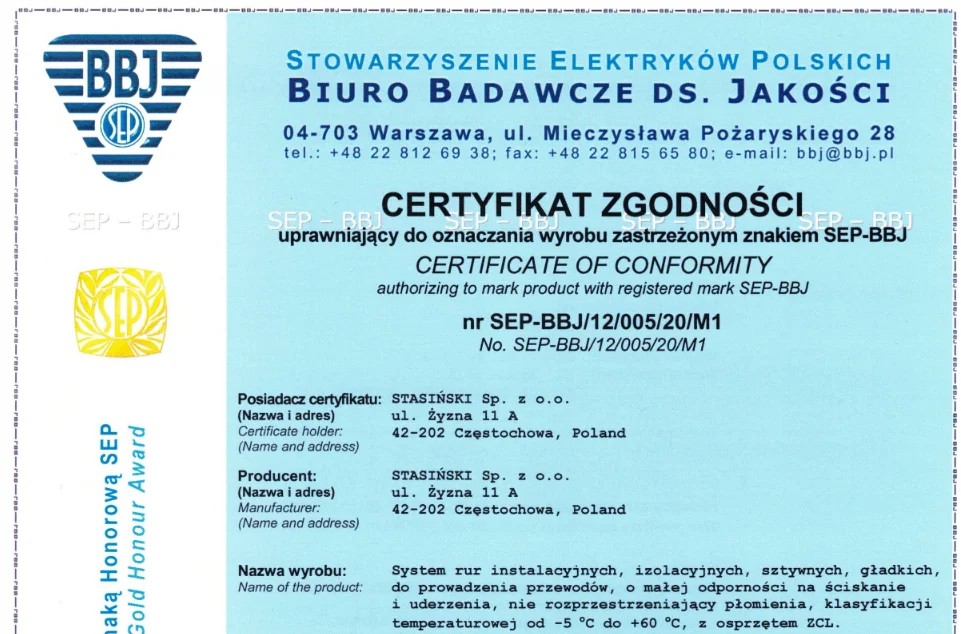 BBJ
SEP
STOWARZYSZENIE ELEKTRYKÓW POLSKICH
BIURO BADAWCZE DS. JAKOŚCI
04-703 Warszawa, ul. Mieczysława Pożaryskiego 28
tel.: +48 22 812 69 38; fax: +48 22 815 65 80; e-mail: bbj@bbj.pl
CERTYFIKAT ZGODNOŚCI
SEP – BBJ SEP – BBJ SEP – BBJ SEP – BBJ SEP – BBJ
uprawniający do oznaczania wyrobu zastrzeżonym znakiem SEP-BBJ
CERTIFICATE OF CONFORMITY
authorizing to mark product with registered mark SEP-BBJ
SEP
nr SEP-BBJ/12/005/20/M1
No. SEP-BBJ/12/005/20/M1
Posiadacz certyfikatu: STASIŃSKI Sp. z o.o.
(Nazwa i adres) ul. Żyzna 11 A
Certificate holder: 42-202 Częstochowa, Poland
(Name and address)
Producent: STASIŃSKI Sp. z o.o.
(Nazwa i adres) ul. Żyzna 11 A
Manufacturer: 42-202 Częstochowa, Poland
(Name and address)
Nazwa wyrobu: System rur instalacyjnych, izolacyjnych, sztywnych, gładkich,
Name of the product: do prowadzenia przewodów, o małej odporności na ściskanie
i uderzenia, nie rozprzestrzeniający płomienia, klasyfikacji
temperaturowej od -5 °C do +60 °C, z osprzętem ZCL.
Honorową SEP
Gold Honour Award